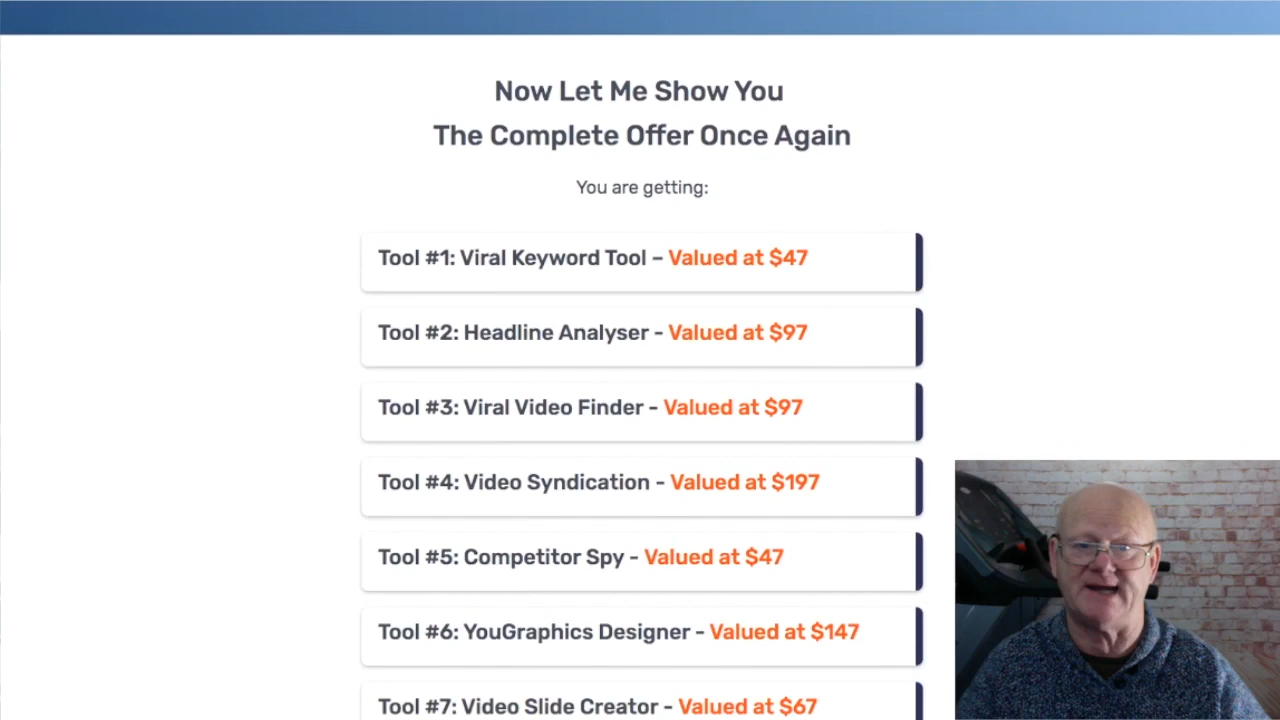 Now Let Me Show You
The Complete Offer Once Again
You are getting:
Tool #1: Viral Keyword Tool – Valued at $47
Tool #2: Headline Analyser - Valued at $97
Tool #3: Viral Video Finder - Valued at $97
Tool #4: Video Syndication - Valued at $197
Tool #5: Competitor Spy - Valued at $47
Tool #6: YouGraphics Designer - Valued at $147
Tool #7: Video Slide Creator - Valued at $67